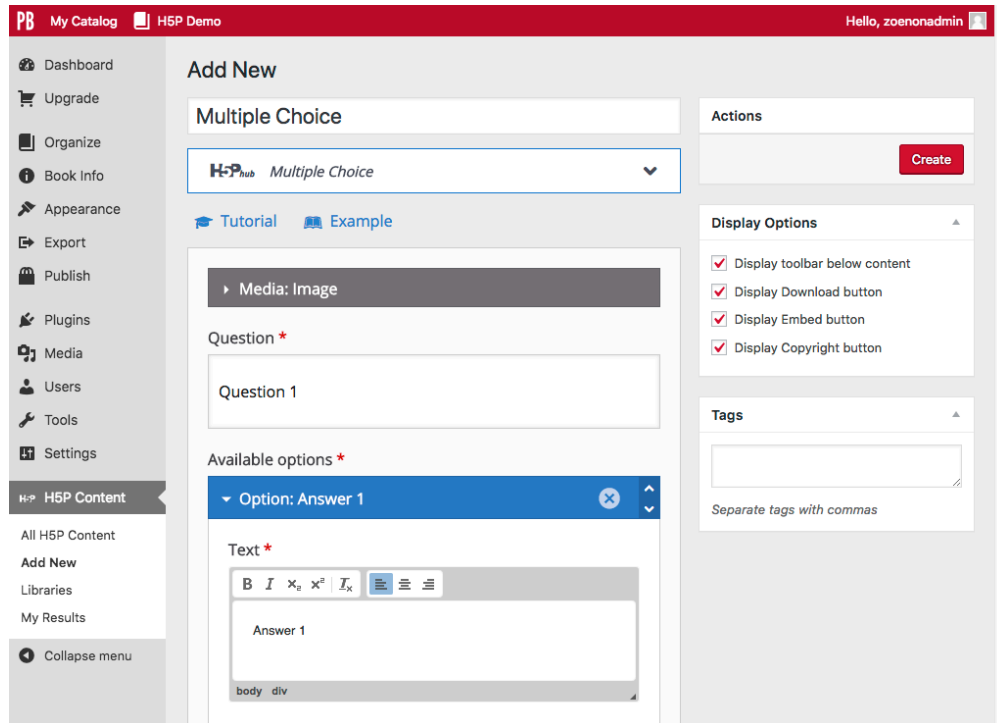 PB My Catalog H5P Demo Hello, zoenonadmin
Dashboard
Upgrade
Organize
Book Info
Appearance
Export
Publish
Plugins
Media
Users
Tools
Settings
H5P H5P Content
All H5P Content
Add New
Libraries
My Results
Collapse menu
Add New
Multiple Choice
H5Phub Multiple Choice
Tutorial Example
Media: Image
Question *
Question 1
Available options *
Option: Answer 1
Text *
B I x₂ x² Tx
Answer 1
body div
Actions
Create
Display Options
Display toolbar below content
Display Download button
Display Embed button
Display Copyright button
Tags
Separate tags with commas